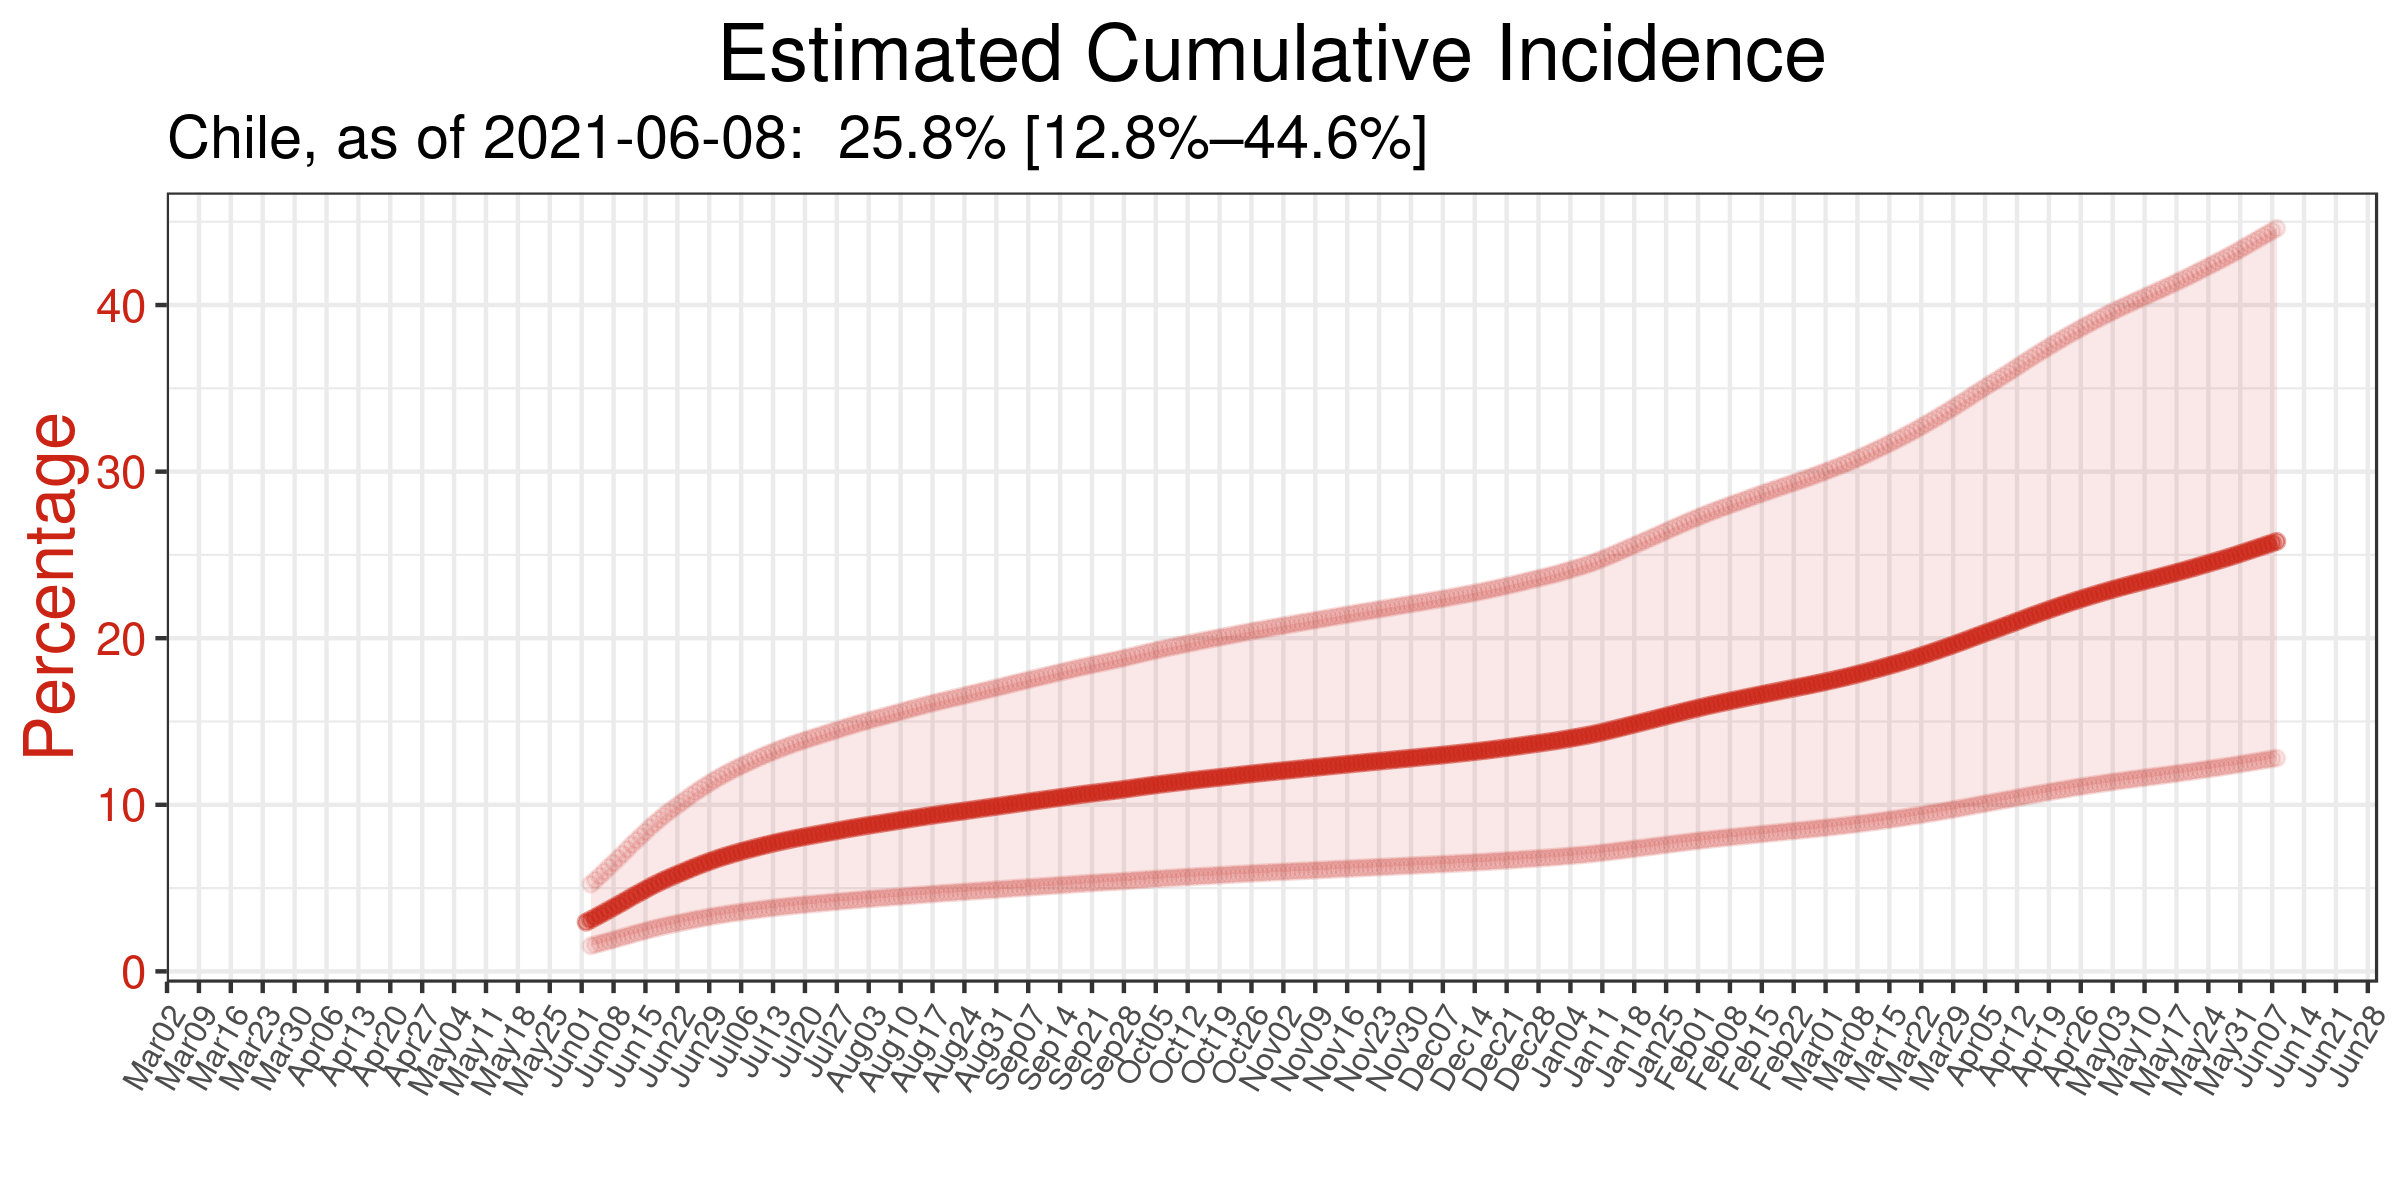 Estimated Cumulative Incidence
Chile, as of 2021-06-08:  25.8% [12.8%–44.6%]
Percentage
40
30
20
10
0
Mar02
Mar09
Mar16
Mar23
Mar30
Apr06
Apr13
Apr20
Apr27
May04
May11
May18
May25
Jun01
Jun08
Jun15
Jun22
Jun29
Jul06
Jul13
Jul20
Jul27
Aug03
Aug10
Aug17
Aug24
Aug31
Sep07
Sep14
Sep21
Sep28
Oct05
Oct12
Oct19
Oct26
Nov02
Nov09
Nov16
Nov23
Nov30
Dec07
Dec14
Dec21
Dec28
Jan04
Jan11
Jan18
Jan25
Feb01
Feb08
Feb15
Feb22
Mar01
Mar08
Mar15
Mar22
Mar29
Apr05
Apr12
Apr19
Apr26
May03
May10
May17
May24
May31
Jun07
Jun14
Jun21
Jun28